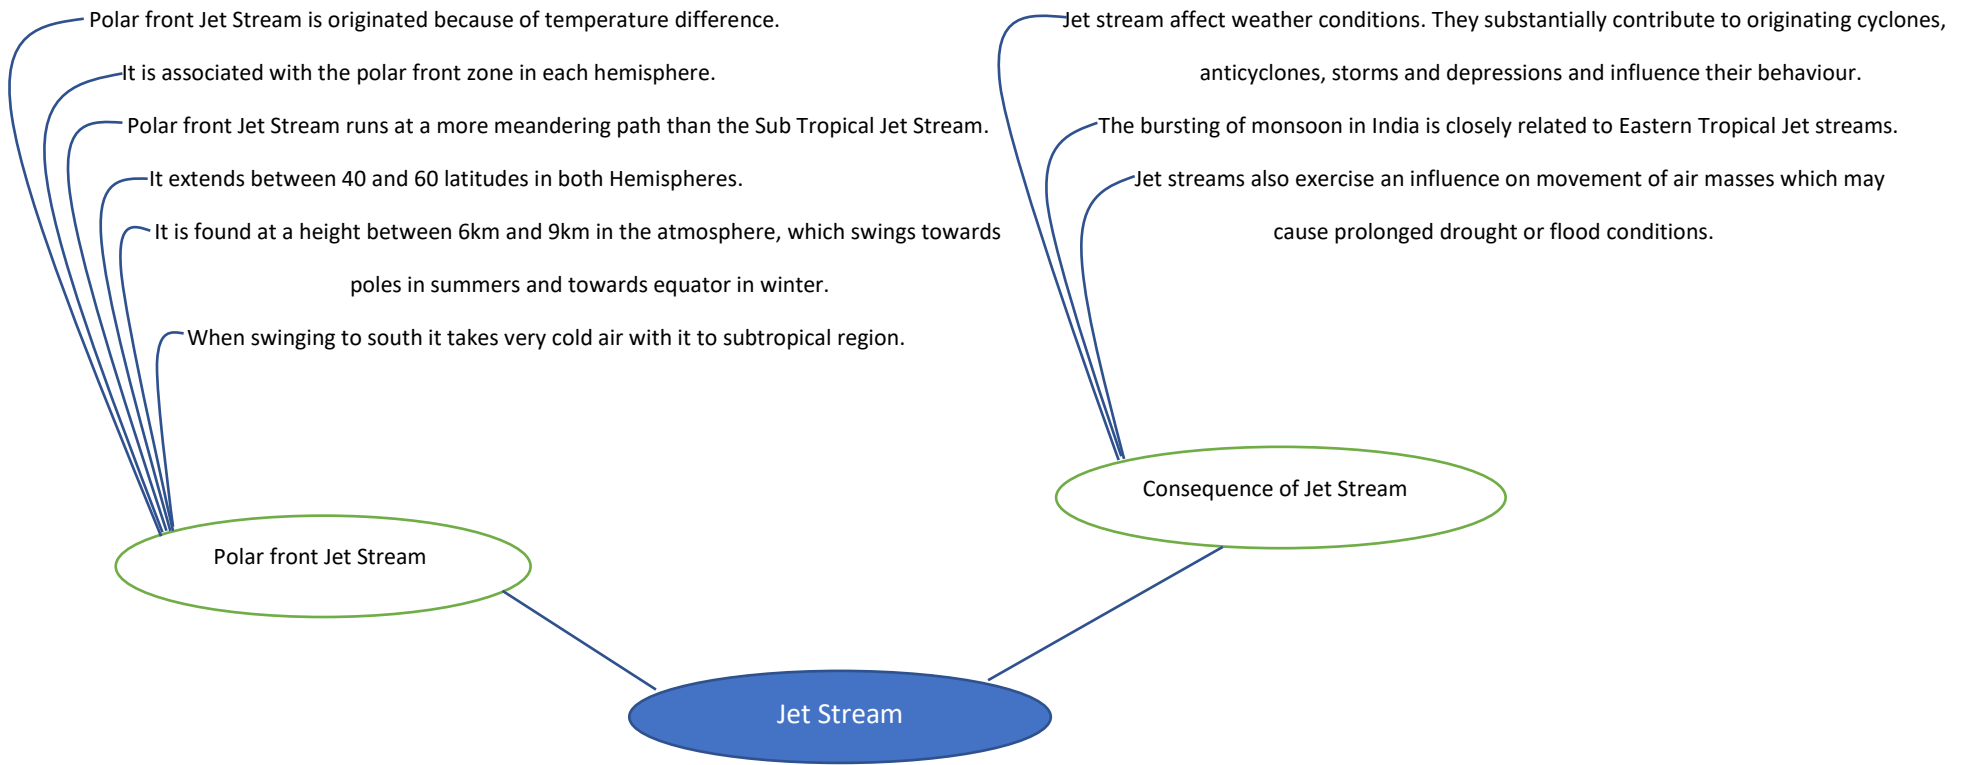 Polar front Jet Stream is originated because of temperature difference.
It is associated with the polar front zone in each hemisphere.
Polar front Jet Stream runs at a more meandering path than the Sub Tropical Jet Stream.
It extends between 40 and 60 latitudes in both Hemispheres.
It is found at a height between 6km and 9km in the atmosphere, which swings towards
poles in summers and towards equator in winter.
When swinging to south it takes very cold air with it to subtropical region.
Jet stream affect weather conditions. They substantially contribute to originating cyclones,
anticyclones, storms and depressions and influence their behaviour.
The bursting of monsoon in India is closely related to Eastern Tropical Jet streams.
Jet streams also exercise an influence on movement of air masses which may
cause prolonged drought or flood conditions.
Consequence of Jet Stream
Polar front Jet Stream
Jet Stream